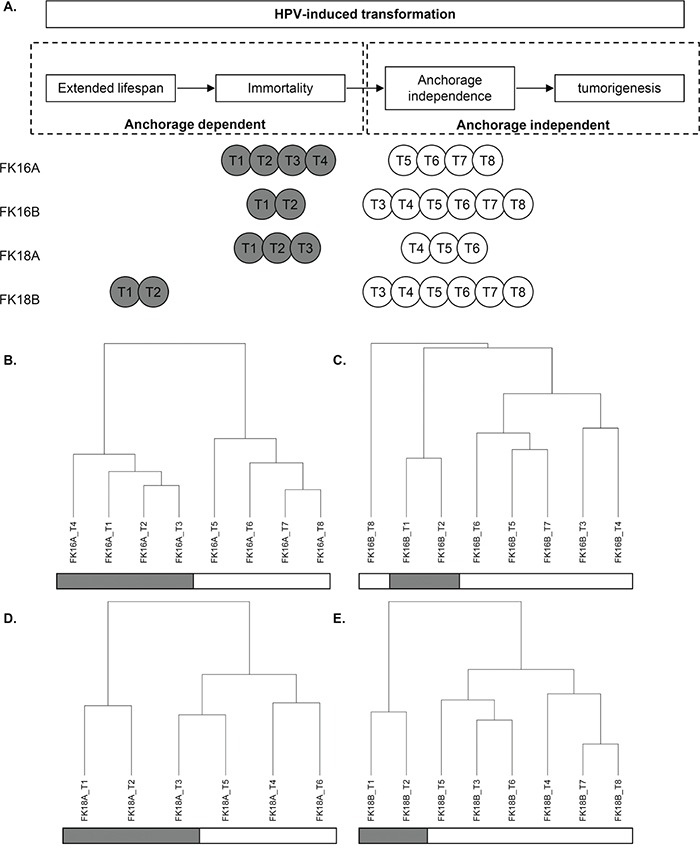 A.
HPV-induced transformation
Extended lifespan
Immortality
Anchorage
independence
tumorigenesis
Anchorage dependent
Anchorage independent
FK16A
T1 T2 T3 T4
T5 T6 T7 T8
FK16B
T1 T2
T3 T4 T5 T6 T7 T8
FK18A
T1 T2 T3
T4 T5 T6
FK18B
T1 T2
T3 T4 T5 T6 T7 T8
B.
FK16A_T4
FK16A_T1
FK16A_T2
FK16A_T3
FK16A_T5
FK16A_T6
FK16A_T7
FK16A_T8
C.
FK16B_T8
FK16B_T1
FK16B_T2
FK16B_T6
FK16B_T5
FK16B_T7
FK16B_T3
FK16B_T4
D.
FK18A_T1
FK18A_T2
FK18A_T3
FK18A_T5
FK18A_T4
FK18A_T6
E.
FK18B_T1
FK18B_T2
FK18B_T5
FK18B_T3
FK18B_T6
FK18B_T4
FK18B_T7
FK18B_T8